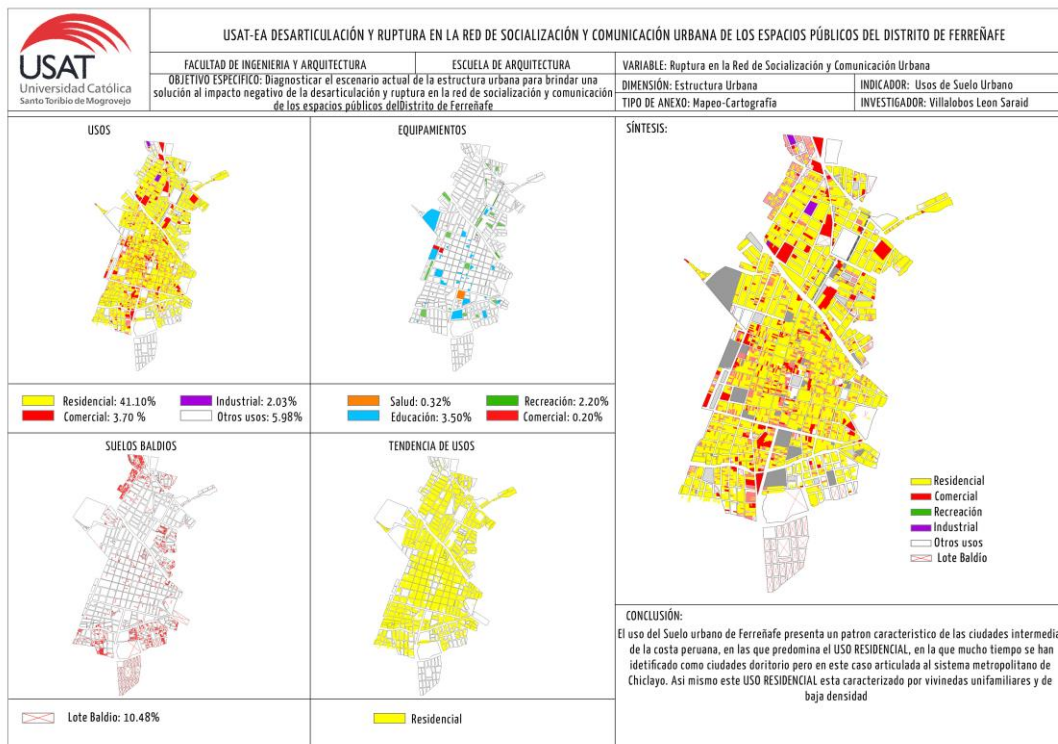 USAT
Universidad Católica
Santo Toribio de Mogrovejo
USAT-EA DESARTICULACIÓN Y RUPTURA EN LA RED DE SOCIALIZACIÓN Y COMUNICACIÓN URBANA DE LOS ESPACIOS PÚBLICOS DEL DISTRITO DE FERREÑAFE
FACULTAD DE INGENIERIA Y ARQUITECTURA
ESCUELA DE ARQUITECTURA
VARIABLE: Ruptura en la Red de Socialización y Comunicación Urbana
OBJETIVO ESPECIFICO: Diagnosticar el escenario actual de la estructura urbana para brindar una
solución al impacto negativo de la desarticulación y ruptura en la red de socialización y comunicación
de los espacios públicos delDistrito de Ferreñafe
DIMENSIÓN: Estructura Urbana
INDICADOR: Usos de Suelo Urbano
TIPO DE ANEXO: Mapeo-Cartografía
INVESTIGADOR: Villalobos Leon Saraid
USOS
Residencial: 41.10%
Industrial: 2.03%
Comercial: 3.70 %
Otros usos: 5.98%
EQUIPAMIENTOS
Salud: 0.32%
Recreación: 2.20%
Educación: 3.50%
Comercial: 0.20%
SUELOS BALDIOS
Lote Baldio: 10.48%
TENDENCIA DE USOS
Residencial
SÍNTESIS:
Residencial
Comercial
Recreación
Industrial
Otros usos
Lote Baldío
CONCLUSIÓN:
El uso del Suelo urbano de Ferreñafe presenta un patron caracteristico de las ciudades intermedia
de la costa peruana, en las que predomina el USO RESIDENCIAL, en la que mucho tiempo se han
idetificado como ciudades doritorio pero en este caso articulada al sistema metropolitano de
Chiclayo. Asi mismo este USO RESIDENCIAL esta caracterizado por vivinedas unifamiliares y de
baja densidad